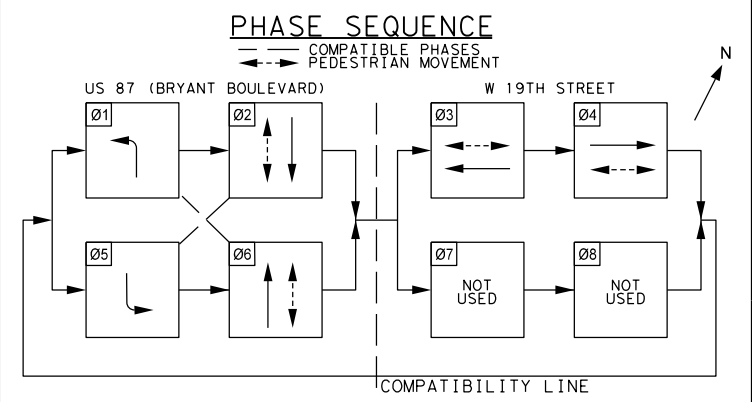 PHASE SEQUENCE
COMPATIBLE PHASES
PEDESTRIAN MOVEMENT
N
US 87 (BRYANT BOULEVARD)
W 19TH STREET
Ø1
Ø2
Ø3
Ø4
Ø5
Ø6
Ø7
NOT
USED
Ø8
NOT
USED
COMPATIBILITY LINE